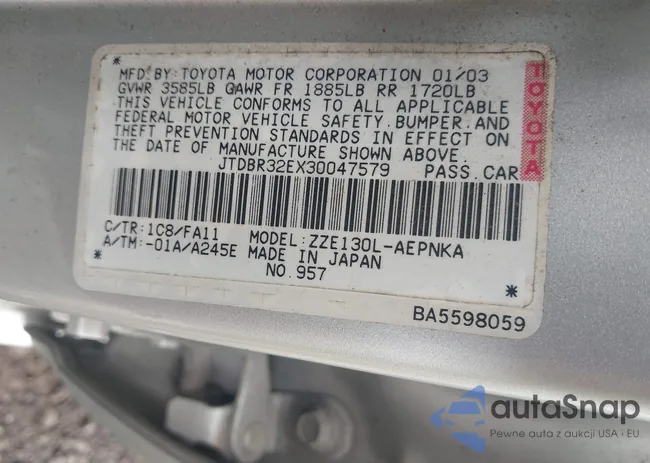 MFD.BY:TOYOTA MOTOR CORPORATION 01/03
GVWR 3585LB GAWR FR 1885LB RR 1720LB
THIS VEHICLE CONFORMS TO ALL APPLICABLE
FEDERAL MOTOR VEHICLE SAFETY,BUMPER,AND
THEFT PREVENTION STANDARDS IN EFFECT ON
THE DATE OF MANUFACTURE SHOWN ABOVE.
JTDBR32EX30047579 PASS.CAR
TOYOTA
C/TR:1C8/FA11 MODEL:ZZE130L-AEPNKA
A/TM:-01A/A245E MADE IN JAPAN
NO.957
BA5598059
autaSnap
Pewne auta z aukcji USA i EU